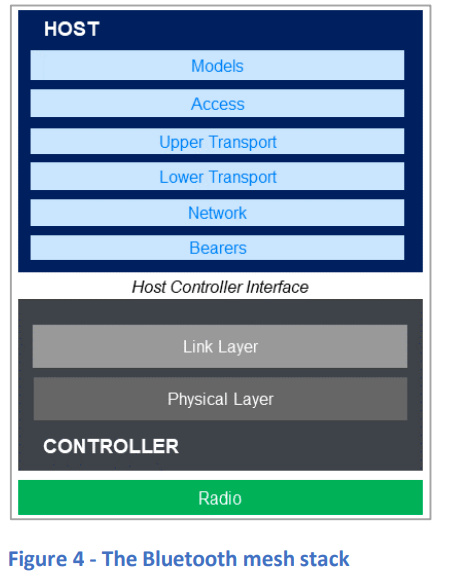 HOST
Models
Access
Upper Transport
Lower Transport
Network
Bearers
Host Controller Interface
Link Layer
Physical Layer
CONTROLLER
Radio
Figure 4 - The Bluetooth mesh stack